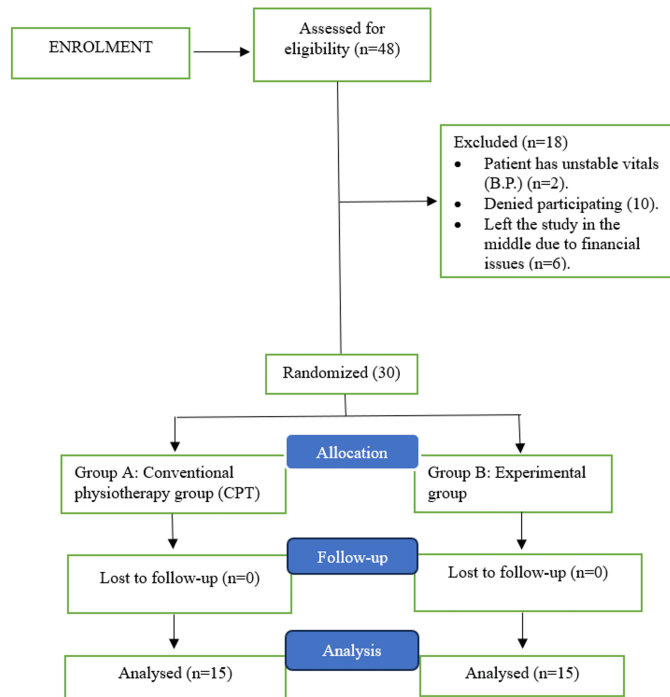 ENROLMENT
Assessed for
eligibility (n=48)
Excluded (n=18)
• Patient has unstable vitals
(B.P.) (n=2).
• Denied participating (10).
• Left the study in the
middle due to financial
issues (n=6).
Randomized (30)
Allocation
Group A: Conventional
physiotherapy group (CPT)
Group B: Experimental
group
Follow-up
Lost to follow-up (n=0)
Lost to follow-up (n=0)
Analysis
Analysed (n=15)
Analysed (n=15)